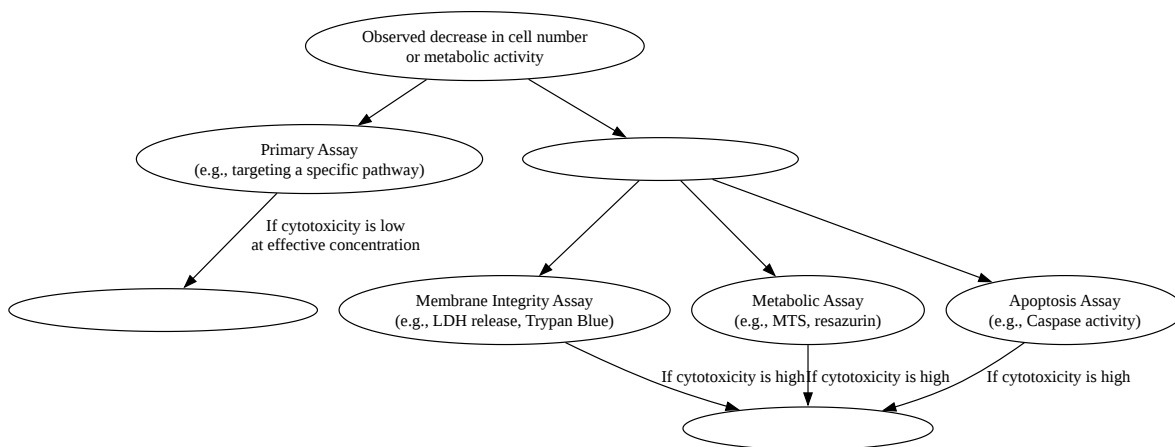 Observed decrease in cell number
or metabolic activity
Primary Assay
(e.g., targeting a specific pathway)
If cytotoxicity is low
at effective concentration
Membrane Integrity Assay
(e.g., LDH release, Trypan Blue)
Metabolic Assay
(e.g., MTS, resazurin)
Apoptosis Assay
(e.g., Caspase activity)
If cytotoxicity is high
If cytotoxicity is high
If cytotoxicity is high